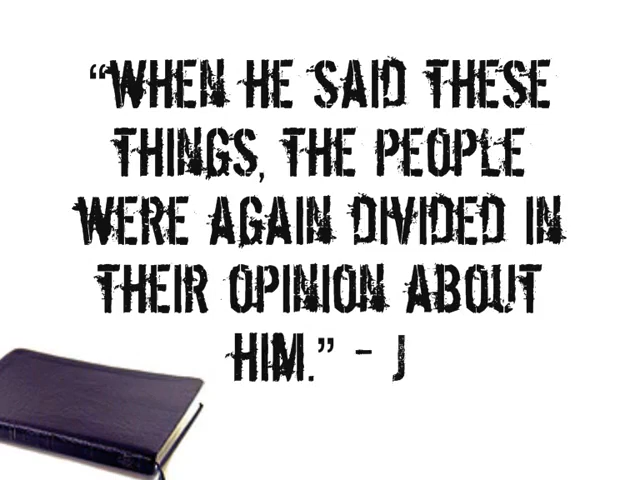 “WHEN HE SAID THESE
THINGS, THE PEOPLE
WERE AGAIN DIVIDED IN
THEIR OPINION ABOUT
HIM.” - J